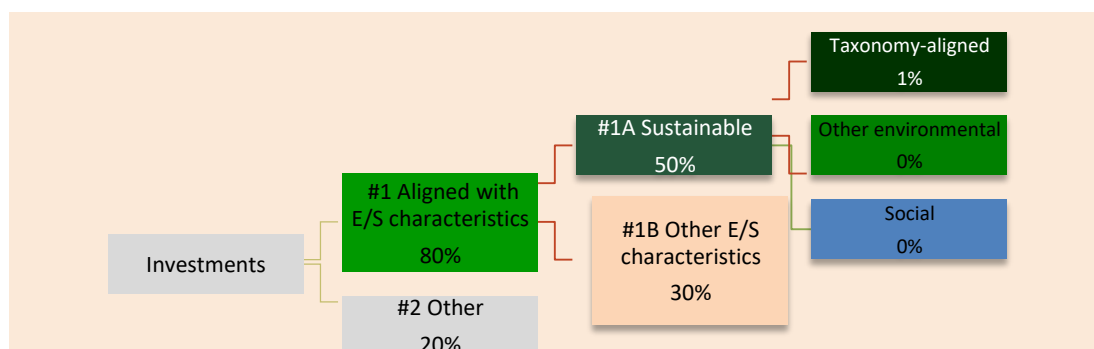 Investments
#1 Aligned with
E/S characteristics
80%
#2 Other
20%
#1A Sustainable
50%
#1B Other E/S
characteristics
30%
Taxonomy-aligned
1%
Other environmental
0%
Social
0%